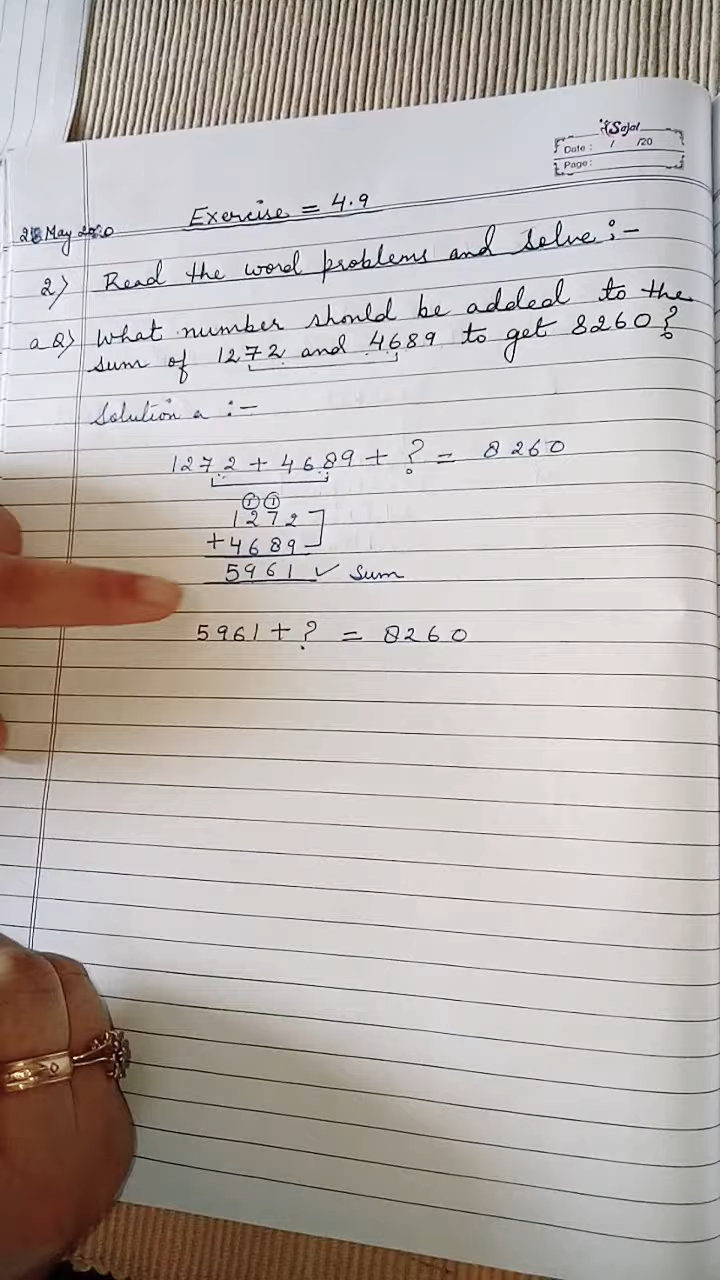 Sajal
Date : / /20
Page:
Exercise = 4.9
May 2020
2) Read the word problems and solve :-
a Q) What number should be added to the
sum of 1272 and 4689 to get 8260?
Solution a :-
1272 + 4689 + ? = 8260
1 1
1272
+4689
5961 ✓ Sum
5961 + ? = 8260